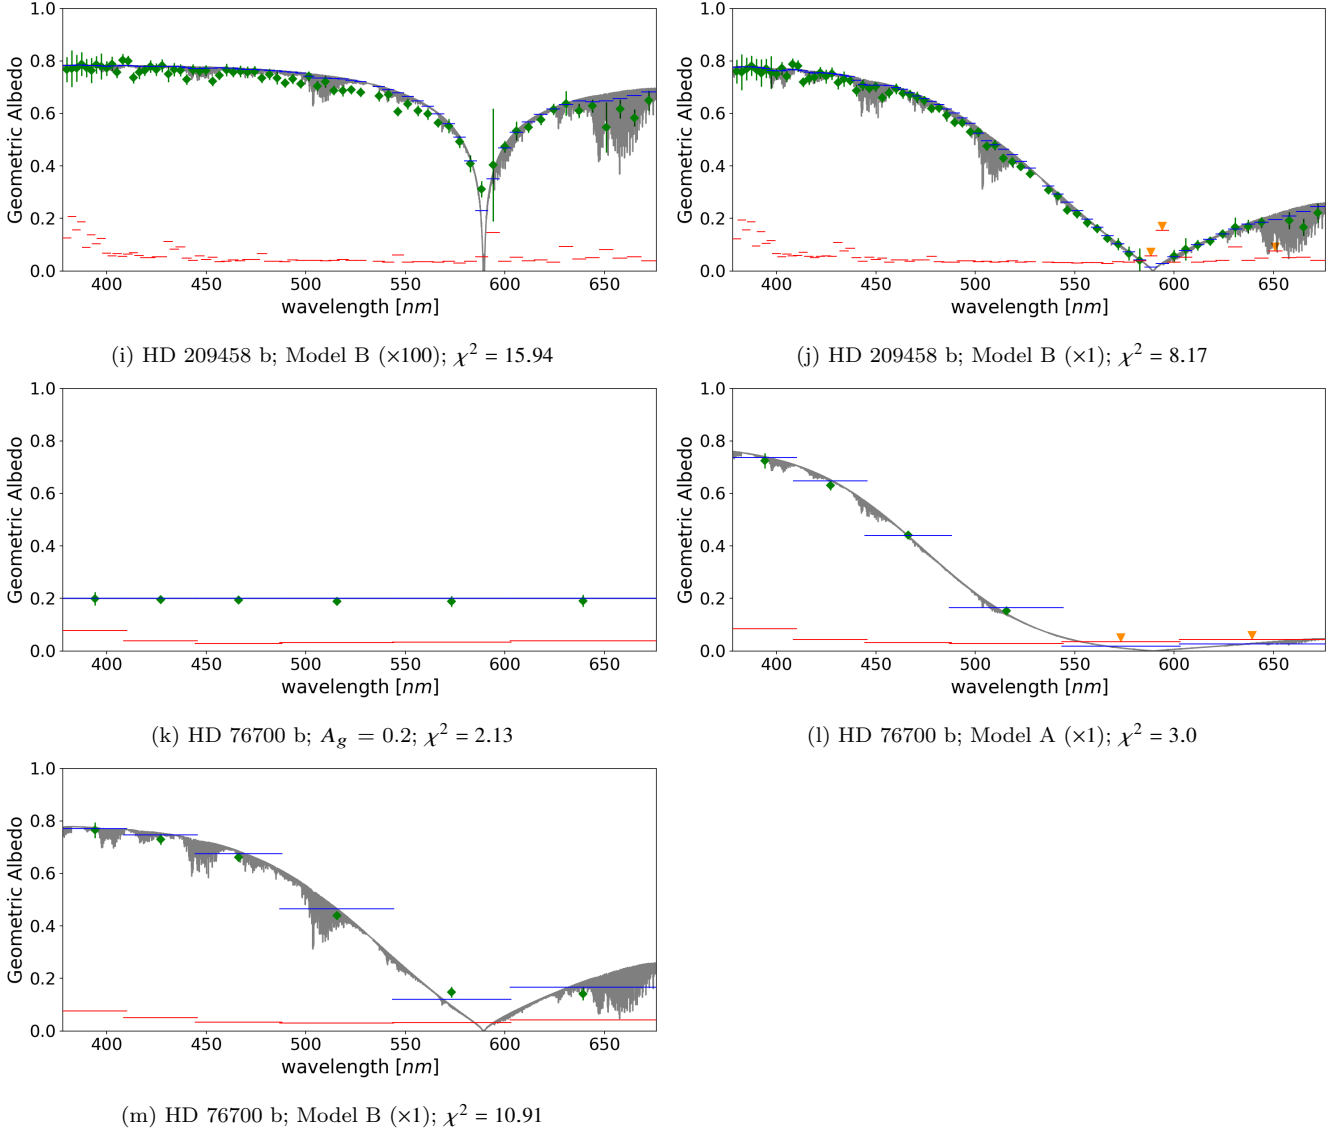 1.0
0.8
0.6
0.4
0.2
0.0
Geometric Albedo
400 450 500 550 600 650
wavelength [nm]
(i) HD 209458 b; Model B (×100); χ² = 15.94
1.0
0.8
0.6
0.4
0.2
0.0
Geometric Albedo
400 450 500 550 600 650
wavelength [nm]
(j) HD 209458 b; Model B (×1); χ² = 8.17
1.0
0.8
0.6
0.4
0.2
0.0
Geometric Albedo
400 450 500 550 600 650
wavelength [nm]
(k) HD 76700 b; A_g = 0.2; χ² = 2.13
1.0
0.8
0.6
0.4
0.2
0.0
Geometric Albedo
400 450 500 550 600 650
wavelength [nm]
(l) HD 76700 b; Model A (×1); χ² = 3.0
1.0
0.8
0.6
0.4
0.2
0.0
Geometric Albedo
400 450 500 550 600 650
wavelength [nm]
(m) HD 76700 b; Model B (×1); χ² = 10.91